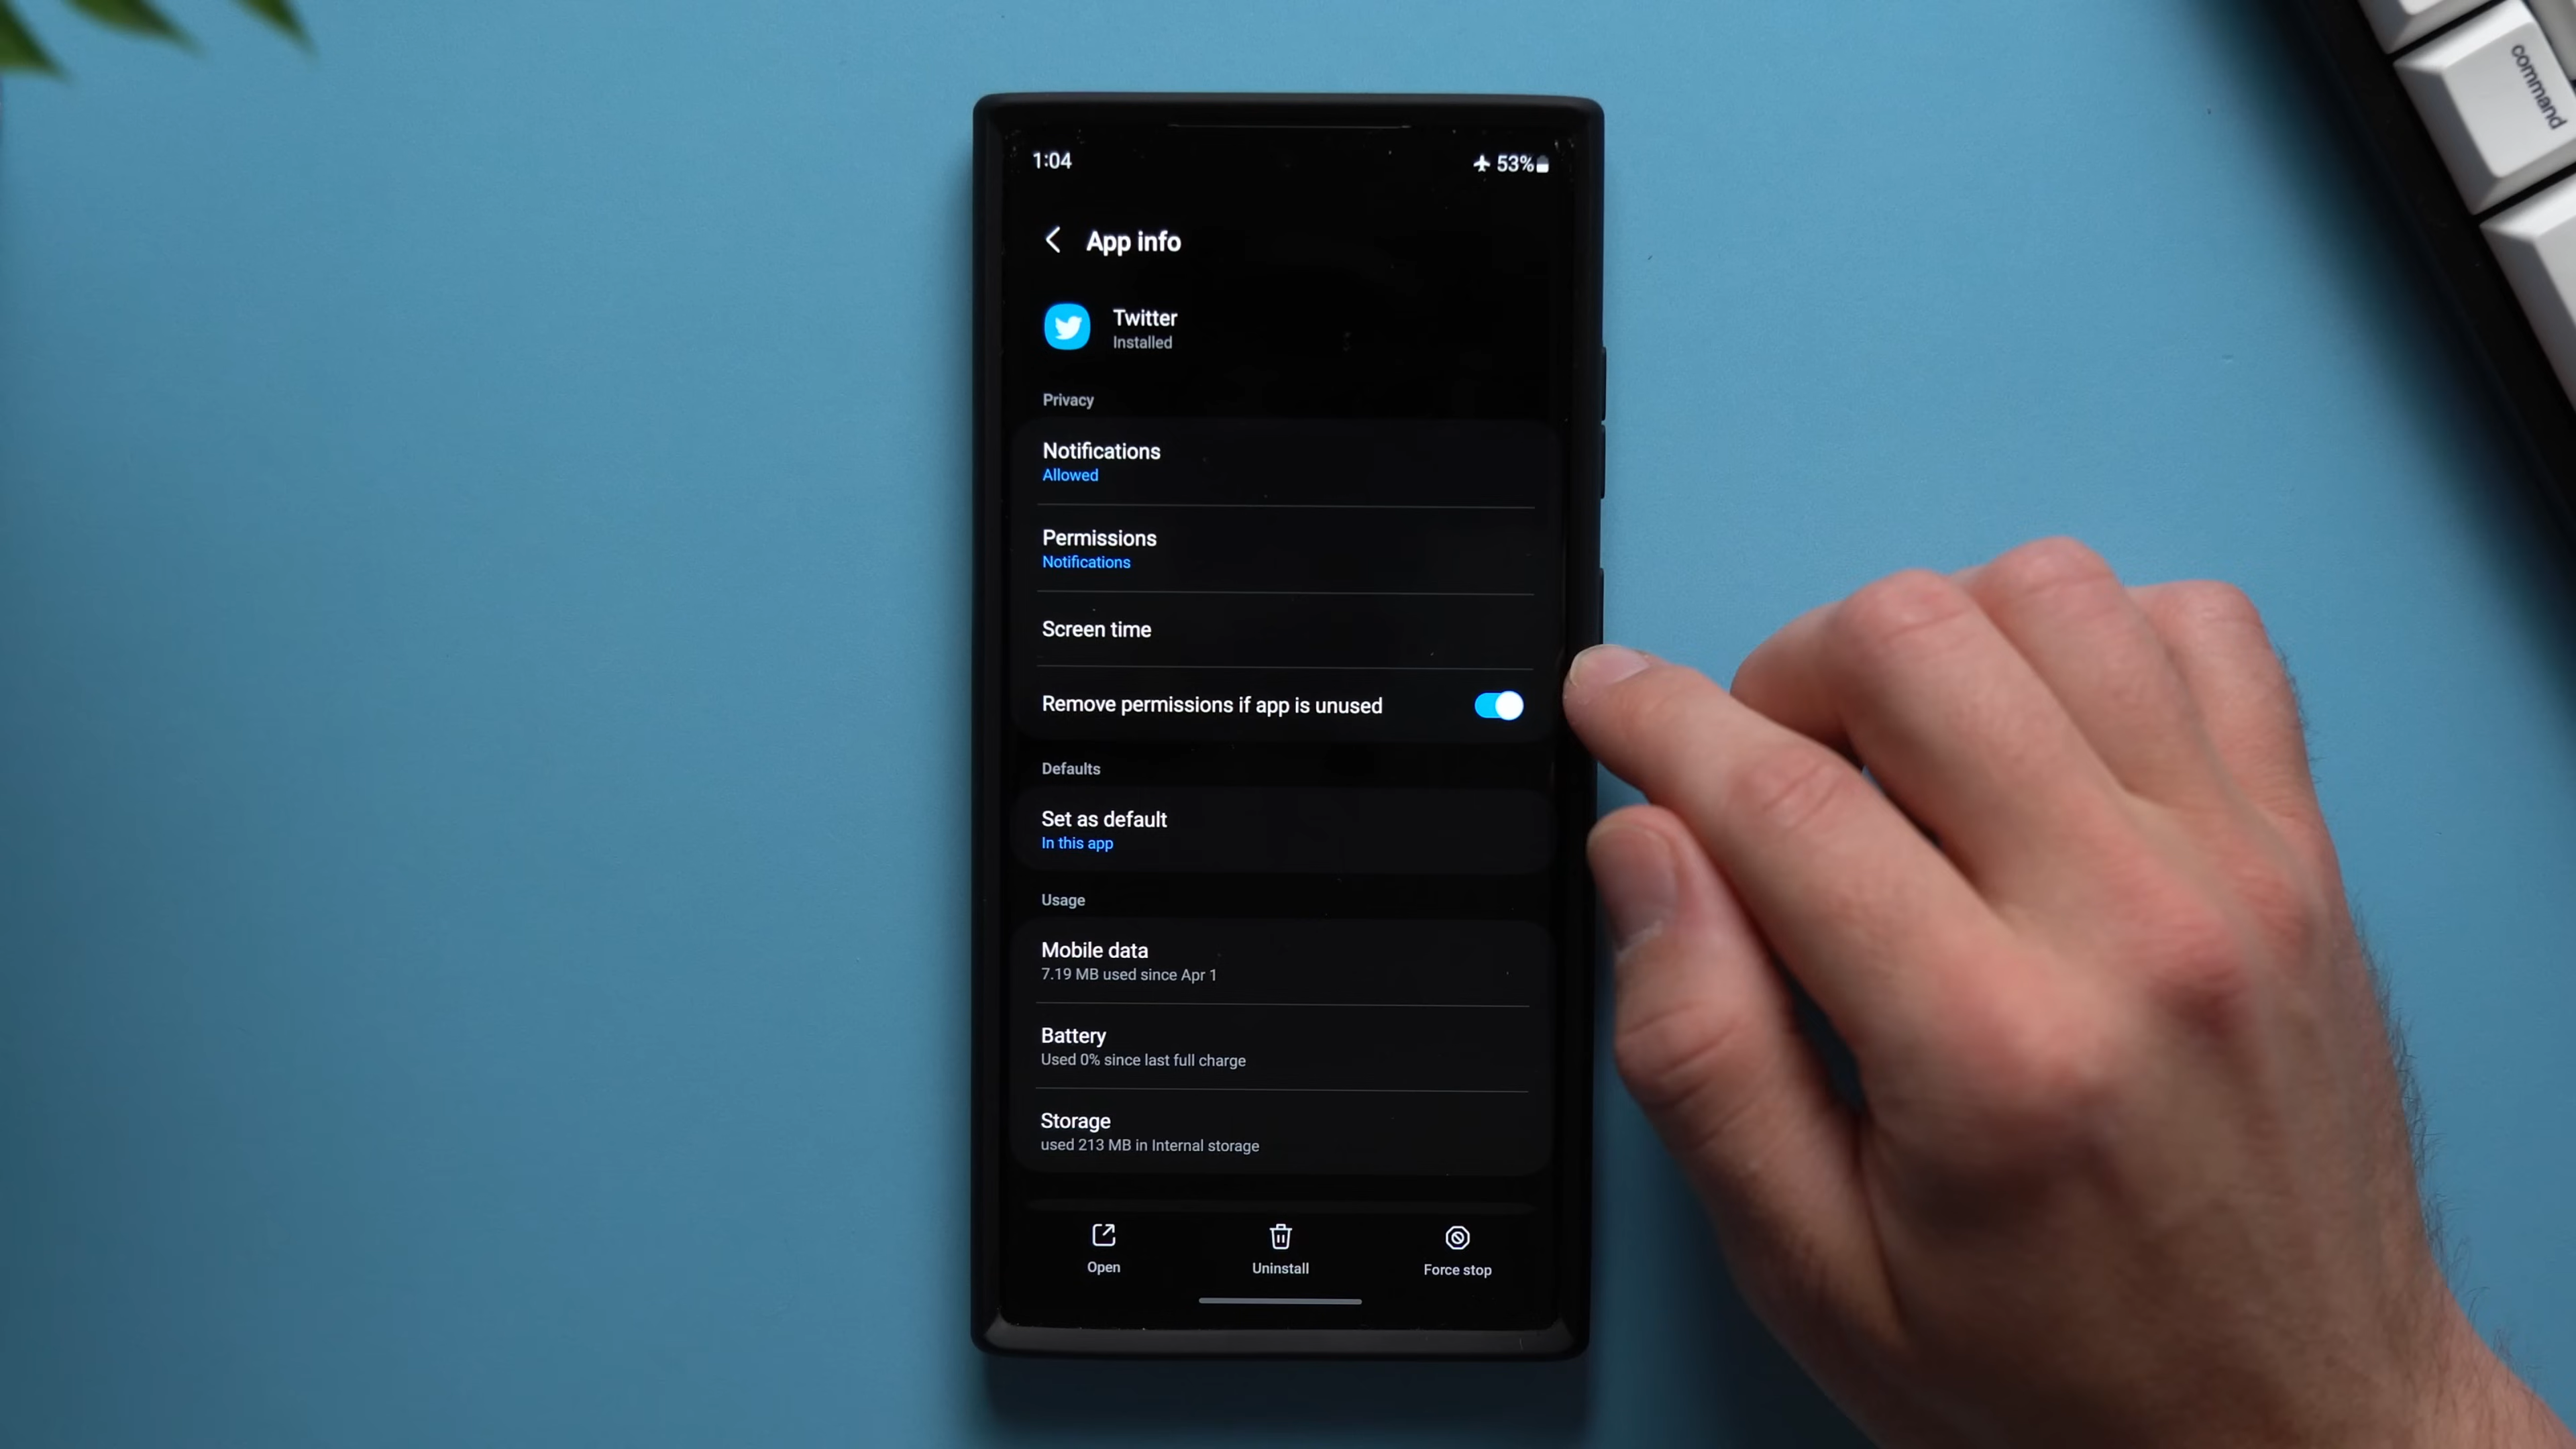 1:04
53%
App info
Twitter
Installed
Privacy
Notifications
Allowed
Permissions
Notifications
Screen time
Remove permissions if app is unused
Defaults
Set as default
In this app
Usage
Mobile data
7.19 MB used since Apr 1
Battery
Used 0% since last full charge
Storage
used 213 MB in Internal storage
Open
Uninstall
Force stop
command